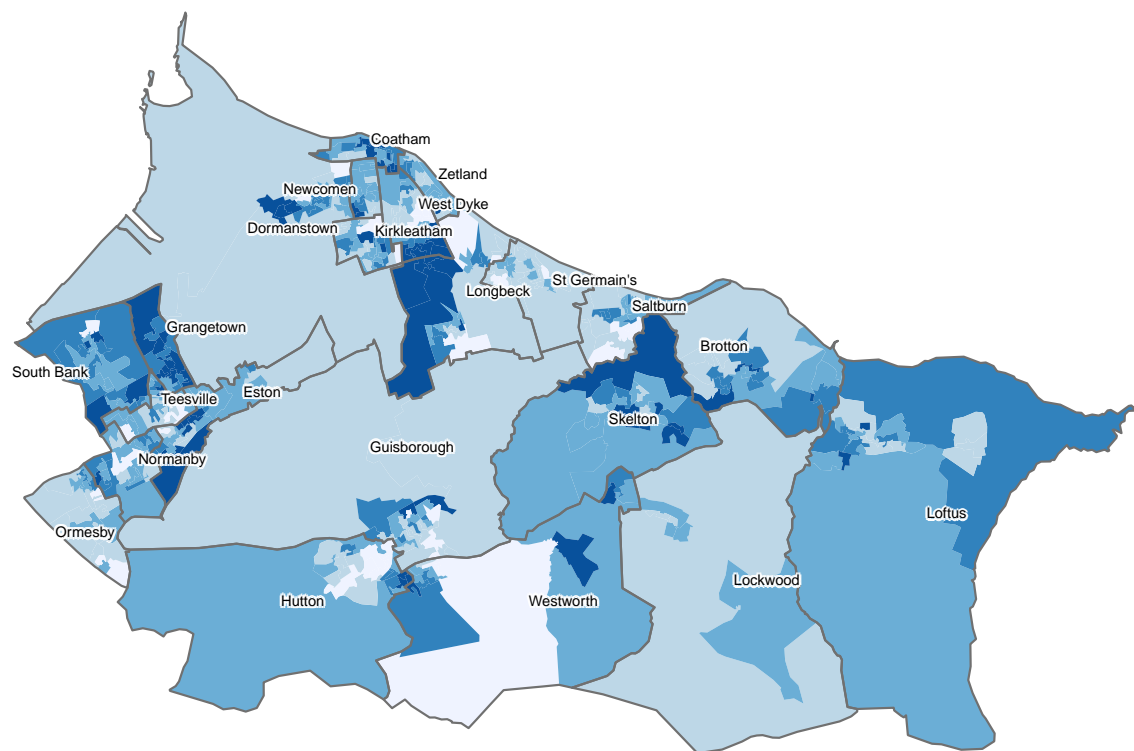 Coatham
Zetland
Newcomen
West Dyke
Dormanstown
Kirkleatham
St Germain's
Longbeck
Saltburn
Grangetown
Brotton
South Bank
Eston
Teesville
Skelton
Guisborough
Normanby
Loftus
Ormesby
Lockwood
Hutton
Westworth